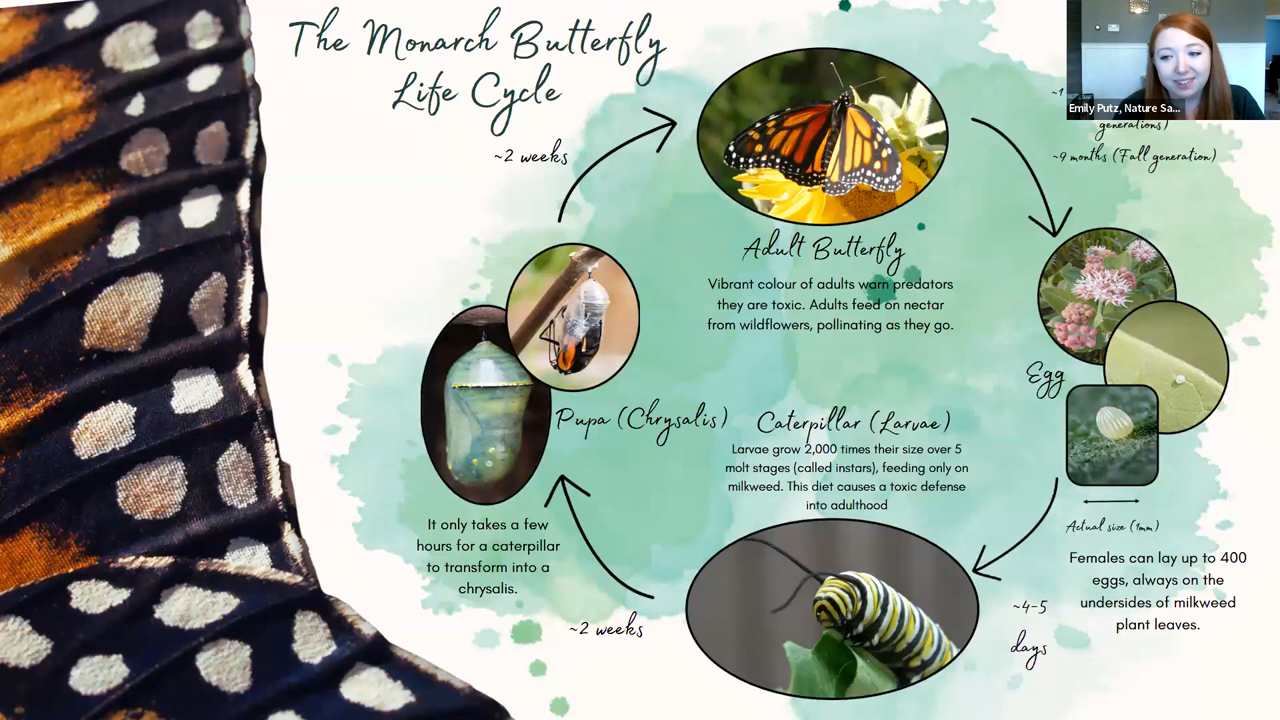 The Monarch Butterfly
Life Cycle
~2 weeks
Emily Putz, Nature Sa...
generations)
~9 months (Fall generation)
Adult Butterfly
Vibrant colour of adults warn predators
they are toxic. Adults feed on nectar
from wildflowers, pollinating as they go.
Egg
Pupa (Chrysalis)
Caterpillar (Larvae)
Larvae grow 2,000 times their size over 5
molt stages (called instars), feeding only on
milkweed. This diet causes a toxic defense
into adulthood
It only takes a few
hours for a caterpillar
to transform into a
chrysalis.
Actual size (1mm)
Females can lay up to 400
eggs, always on the
undersides of milkweed
plant leaves.
~4-5
days
~2 weeks